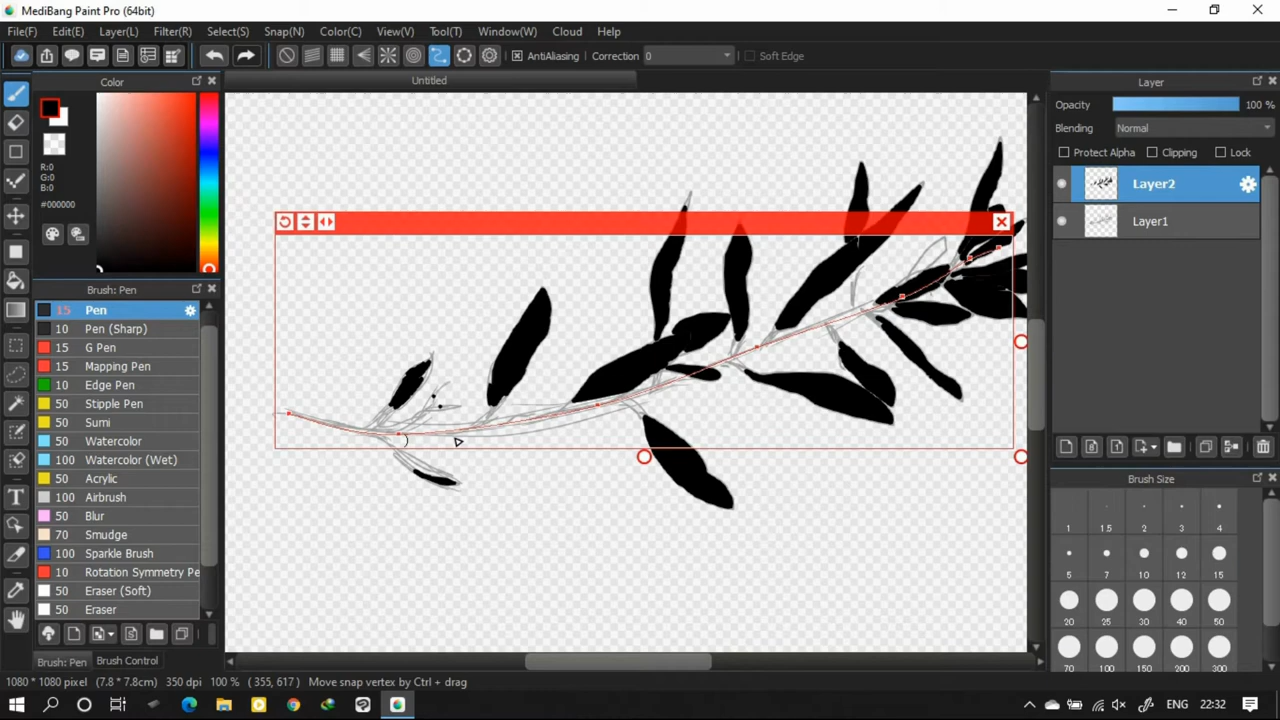 MediBang Paint Pro (64bit)
File(F) Edit(E) Layer(L) Filter(R) Select(S) Snap(N) Color(C) View(V) Tool(T) Window(W) Cloud Help
AntiAliasing Correction 0 Soft Edge
Color
Untitled
Layer
R:0
G:0
B:0
#000000
Opacity 100 %
Blending Normal
Protect Alpha Clipping Lock
Layer2
Layer1
Brush: Pen
15 Pen
10 Pen (Sharp)
15 G Pen
15 Mapping Pen
10 Edge Pen
50 Stipple Pen
50 Sumi
50 Watercolor
100 Watercolor (Wet)
50 Acrylic
100 Airbrush
50 Blur
70 Smudge
100 Sparkle Brush
10 Rotation Symmetry Pe
50 Eraser (Soft)
50 Eraser
Brush: Pen Brush Control
Brush Size
1 1.5 2 3 4
5 7 10 12 15
20 25 30 40 50
70 100 150 200 300
1080 * 1080 pixel (7.8 * 7.8cm) 350 dpi 100 % ( 355, 617 ) Move snap vertex by Ctrl + drag
ENG 22:32